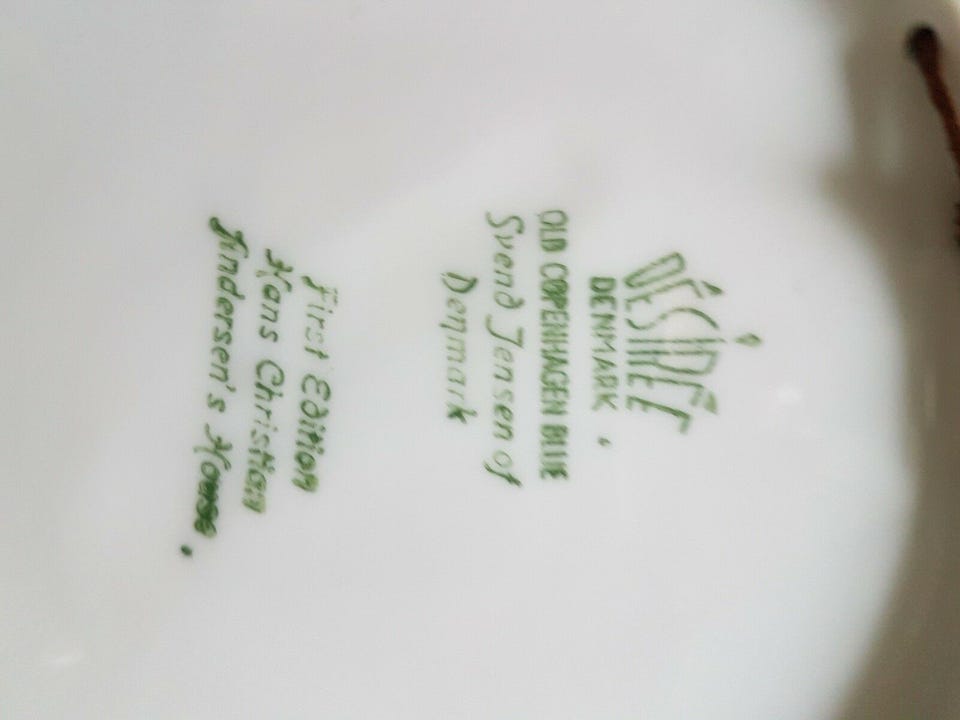 DÉSIRÉE
DENMARK
OLD COPENHAGEN BLUE
Svend Jensen of
Denmark
First Edition
Hans Christian
Andersen's House.